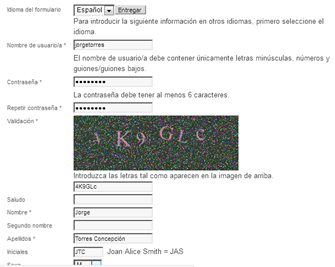 Idioma del formulario Español Entregar
Para introducir la siguiente información en otros idiomas, primero seleccione el
idioma.
Nombre de usuario/a * jorgetorres
El nombre de usuario/a debe contener únicamente letras minúsculas, números y
guiones/guiones bajos.
Contraseña * ••••••••
La contraseña debe tener al menos 6 caracteres.
Repetir contraseña * ••••••••
Validación *
4K9GLc
Introduzca las letras tal como aparecen en la imagen de arriba.
4K9GLc
Saludo
Nombre * Jorge
Segundo nombre
Apellidos * Torres Concepción
Iniciales JTC Joan Alice Smith = JAS